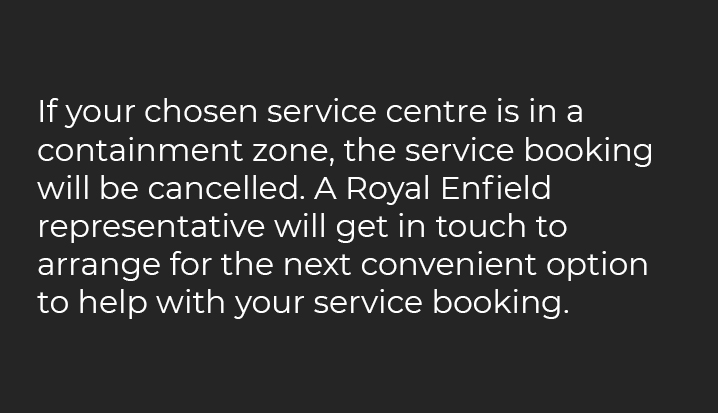 If your chosen service centre is in a
containment zone, the service booking
will be cancelled. A Royal Enfield
representative will get in touch to
arrange for the next convenient option
to help with your service booking.